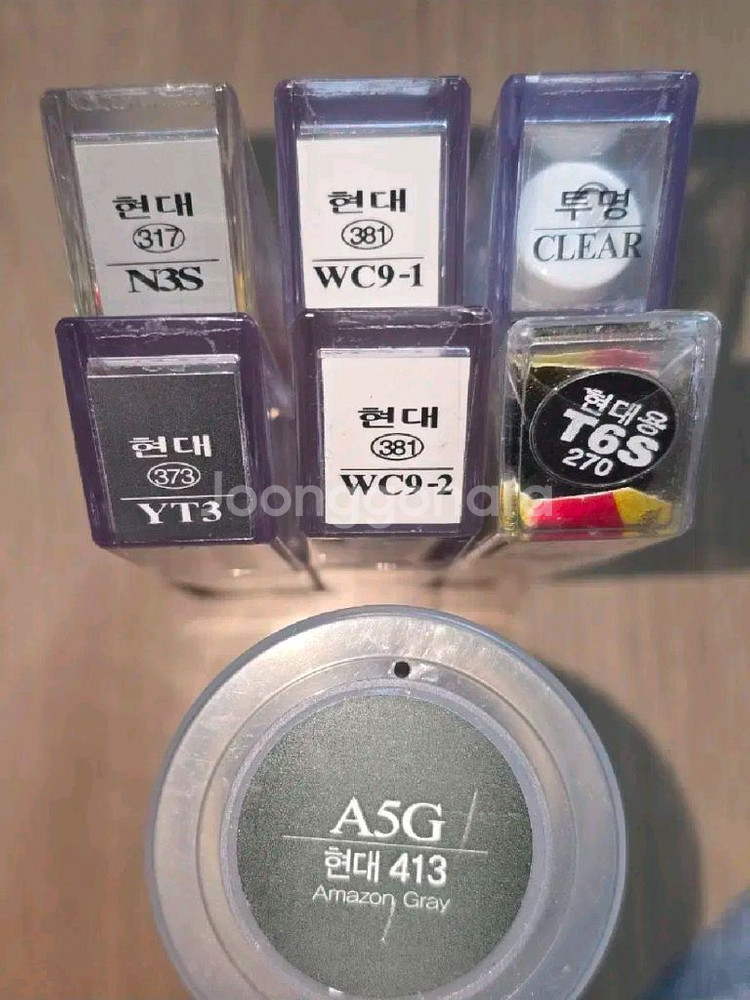 현대
317
N3S
현대
381
WC9-1
투명
CLEAR
현대
373
YT3
현대
381
WC9-2
현대용
T6S
270
Joonggonara
A5G
현대 413
Amazon Gray